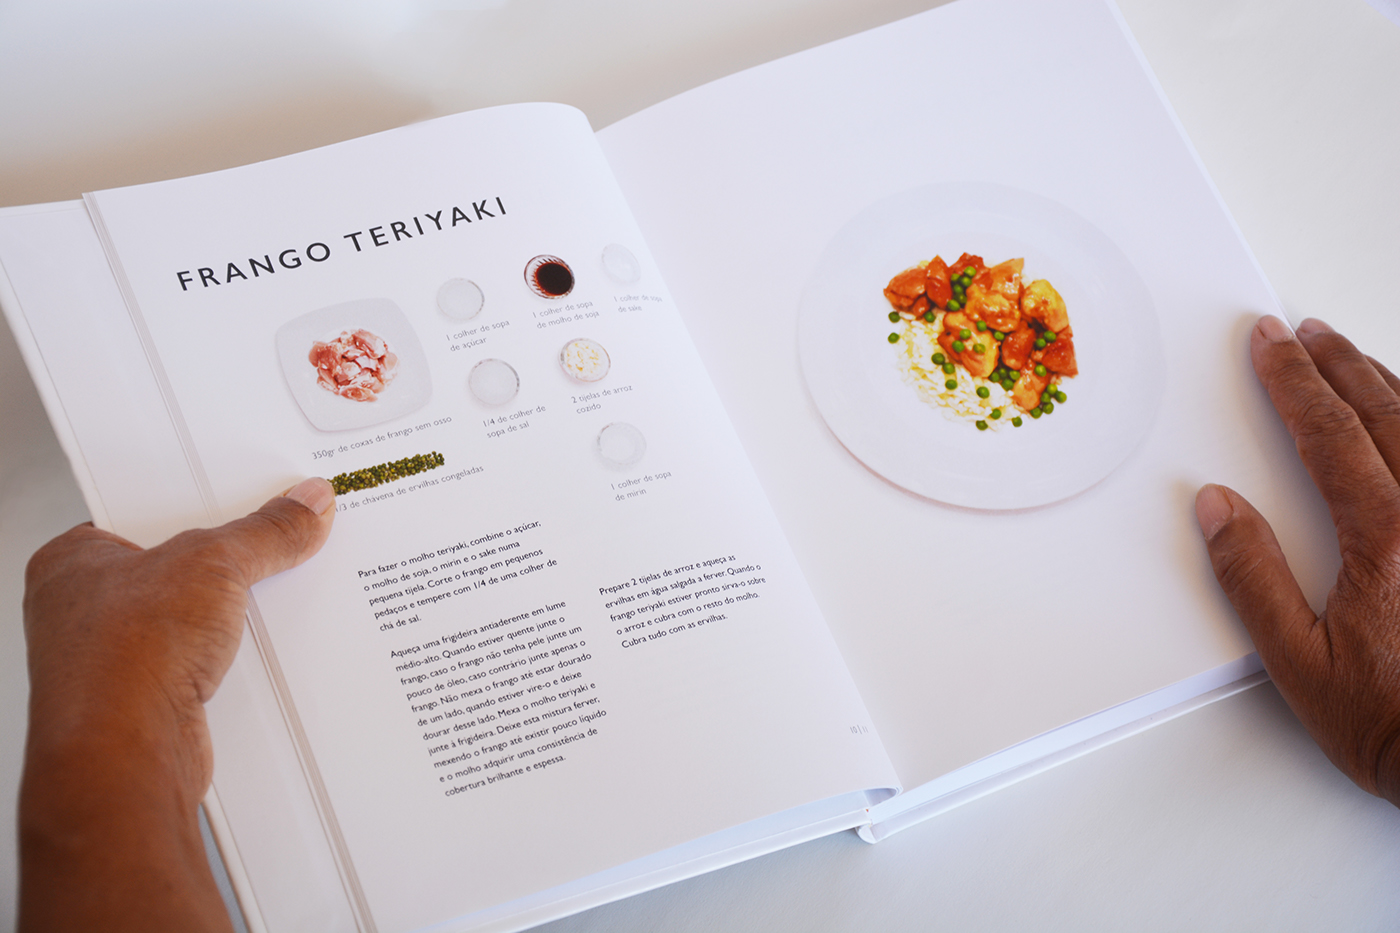 FRANGO TERIYAKI
350gr de coxas de frango sem osso
1 colher de sopa
de açúcar
1 colher de sopa
de molho de soja
1 colher de sopa
de sake
1/4 de colher de
sopa de sal
2 tijelas de arroz
cozido
1/3 de chávena de ervilhas congeladas
1 colher de sopa
de mirin
Para fazer o molho teriyaki, combine o açúcar,
o molho de soja, o mirin e o sake numa
pequena tijela. Corte o frango em pequenos
pedaços e tempere com 1/4 de uma colher de
chá de sal.
Aqueça uma frigideira antiaderente em lume
médio-alto. Quando estiver quente junte o
frango, caso o frango não tenha pele junte um
pouco de óleo, caso contrário junte apenas o
frango. Não mexa o frango até estar dourado
de um lado, quando estiver vire-o e deixe
dourar desse lado. Mexa o molho teriyaki e
junte à frigideira. Deixe esta mistura ferver,
mexendo o frango até existir pouco líquido
e o molho adquirir uma consistência de
cobertura brilhante e espessa.
Prepare 2 tijelas de arroz e aqueça as
ervilhas em água salgada a ferver. Quando o
frango teriyaki estiver pronto sirva-o sobre
o arroz e cubra com o resto do molho.
Cubra tudo com as ervilhas.
10 | 11